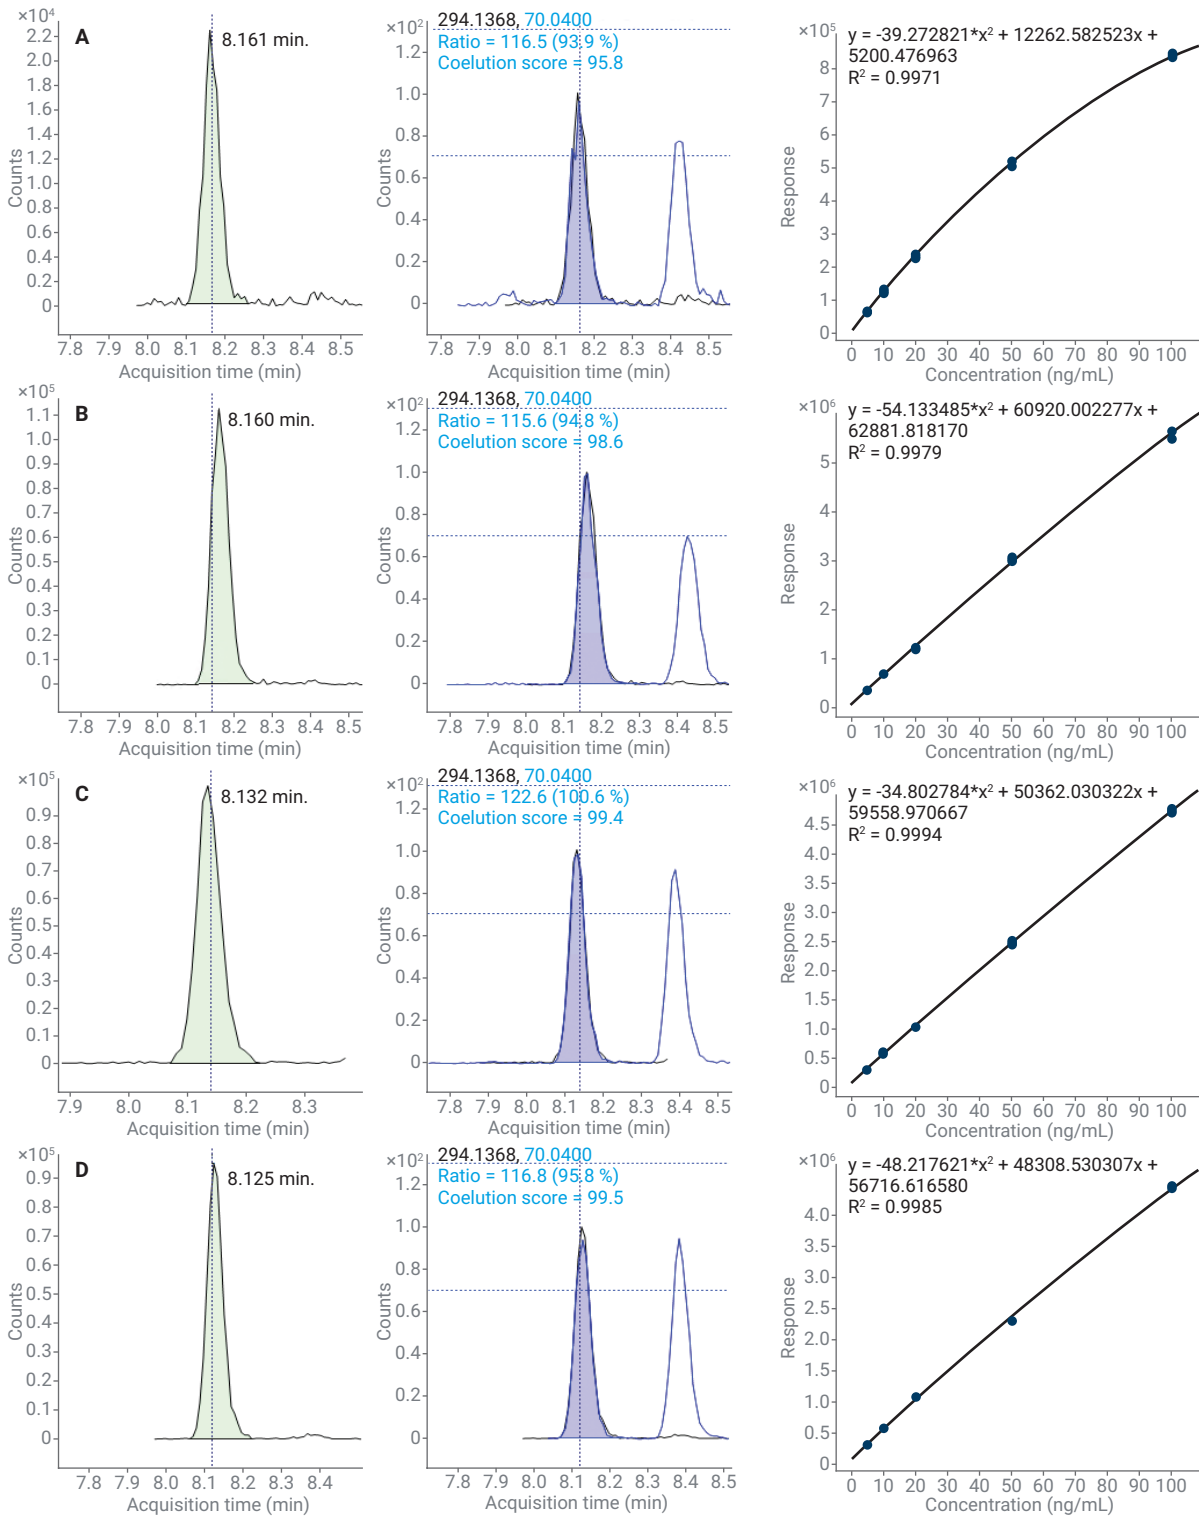 A
×10⁴
8.161 min.
2.2
2.0
1.8
1.6
1.4
1.2
1.0
0.8
0.6
0.4
0.2
0
Counts
7.8 7.9 8.0 8.1 8.2 8.3 8.4 8.5
Acquisition time (min)
294.1368, 70.0400
Ratio = 116.5 (93.9 %)
Coelution score = 95.8
×10²
1.2
1.0
0.8
0.6
0.4
0.2
0
Counts
7.8 7.9 8.0 8.1 8.2 8.3 8.4 8.5
Acquisition time (min)
×10⁵
y = -39.272821*x² + 12262.582523x +
5200.476963
R² = 0.9971
8
7
6
5
4
3
2
1
0
Response
0 10 20 30 40 50 60 70 80 90 100
Concentration (ng/mL)
B
×10⁵
8.160 min.
1.1
1.0
0.9
0.8
0.7
0.6
0.5
0.4
0.3
0.2
0.1
0
Counts
7.8 7.9 8.0 8.1 8.2 8.3 8.4 8.5
Acquisition time (min)
294.1368, 70.0400
Ratio = 115.6 (94.8 %)
Coelution score = 98.6
×10²
1.2
1.0
0.8
0.6
0.4
0.2
0
Counts
7.8 7.9 8.0 8.1 8.2 8.3 8.4 8.5
Acquisition time (min)
×10⁶
y = -54.133485*x² + 60920.002277x +
62881.818170
R² = 0.9979
5
4
3
2
1
0
Response
0 10 20 30 40 50 60 70 80 90 100
Concentration (ng/mL)
C
×10⁵
8.132 min.
0.9
0.8
0.7
0.6
0.5
0.4
0.3
0.2
0.1
0
Counts
7.9 8.0 8.1 8.2 8.3
Acquisition time (min)
294.1368, 70.0400
Ratio = 122.6 (100.6 %)
Coelution score = 99.4
×10²
1.2
1.0
0.8
0.6
0.4
0.2
0
Counts
7.8 7.9 8.0 8.1 8.2 8.3 8.4 8.5
Acquisition time (min)
×10⁶
y = -34.802784*x² + 50362.030322x +
59558.970667
R² = 0.9994
4.5
4.0
3.5
3.0
2.5
2.0
1.5
1.0
0.5
0
Response
0 10 20 30 40 50 60 70 80 90 100
Concentration (ng/mL)
D
×10⁵
8.125 min.
0.9
0.8
0.7
0.6
0.5
0.4
0.3
0.2
0.1
0
Counts
7.8 7.9 8.0 8.1 8.2 8.3 8.4
Acquisition time (min)
294.1368, 70.0400
Ratio = 116.8 (95.8 %)
Coelution score = 99.5
×10²
1.2
1.0
0.8
0.6
0.4
0.2
0
Counts
7.8 7.9 8.0 8.1 8.2 8.3 8.4 8.5
Acquisition time (min)
×10⁶
y = -48.217621*x² + 48308.530307x +
56716.616580
R² = 0.9985
4.0
3.5
3.0
2.5
2.0
1.5
1.0
0.5
0
Response
0 10 20 30 40 50 60 70 80 90 100
Concentration (ng/mL)